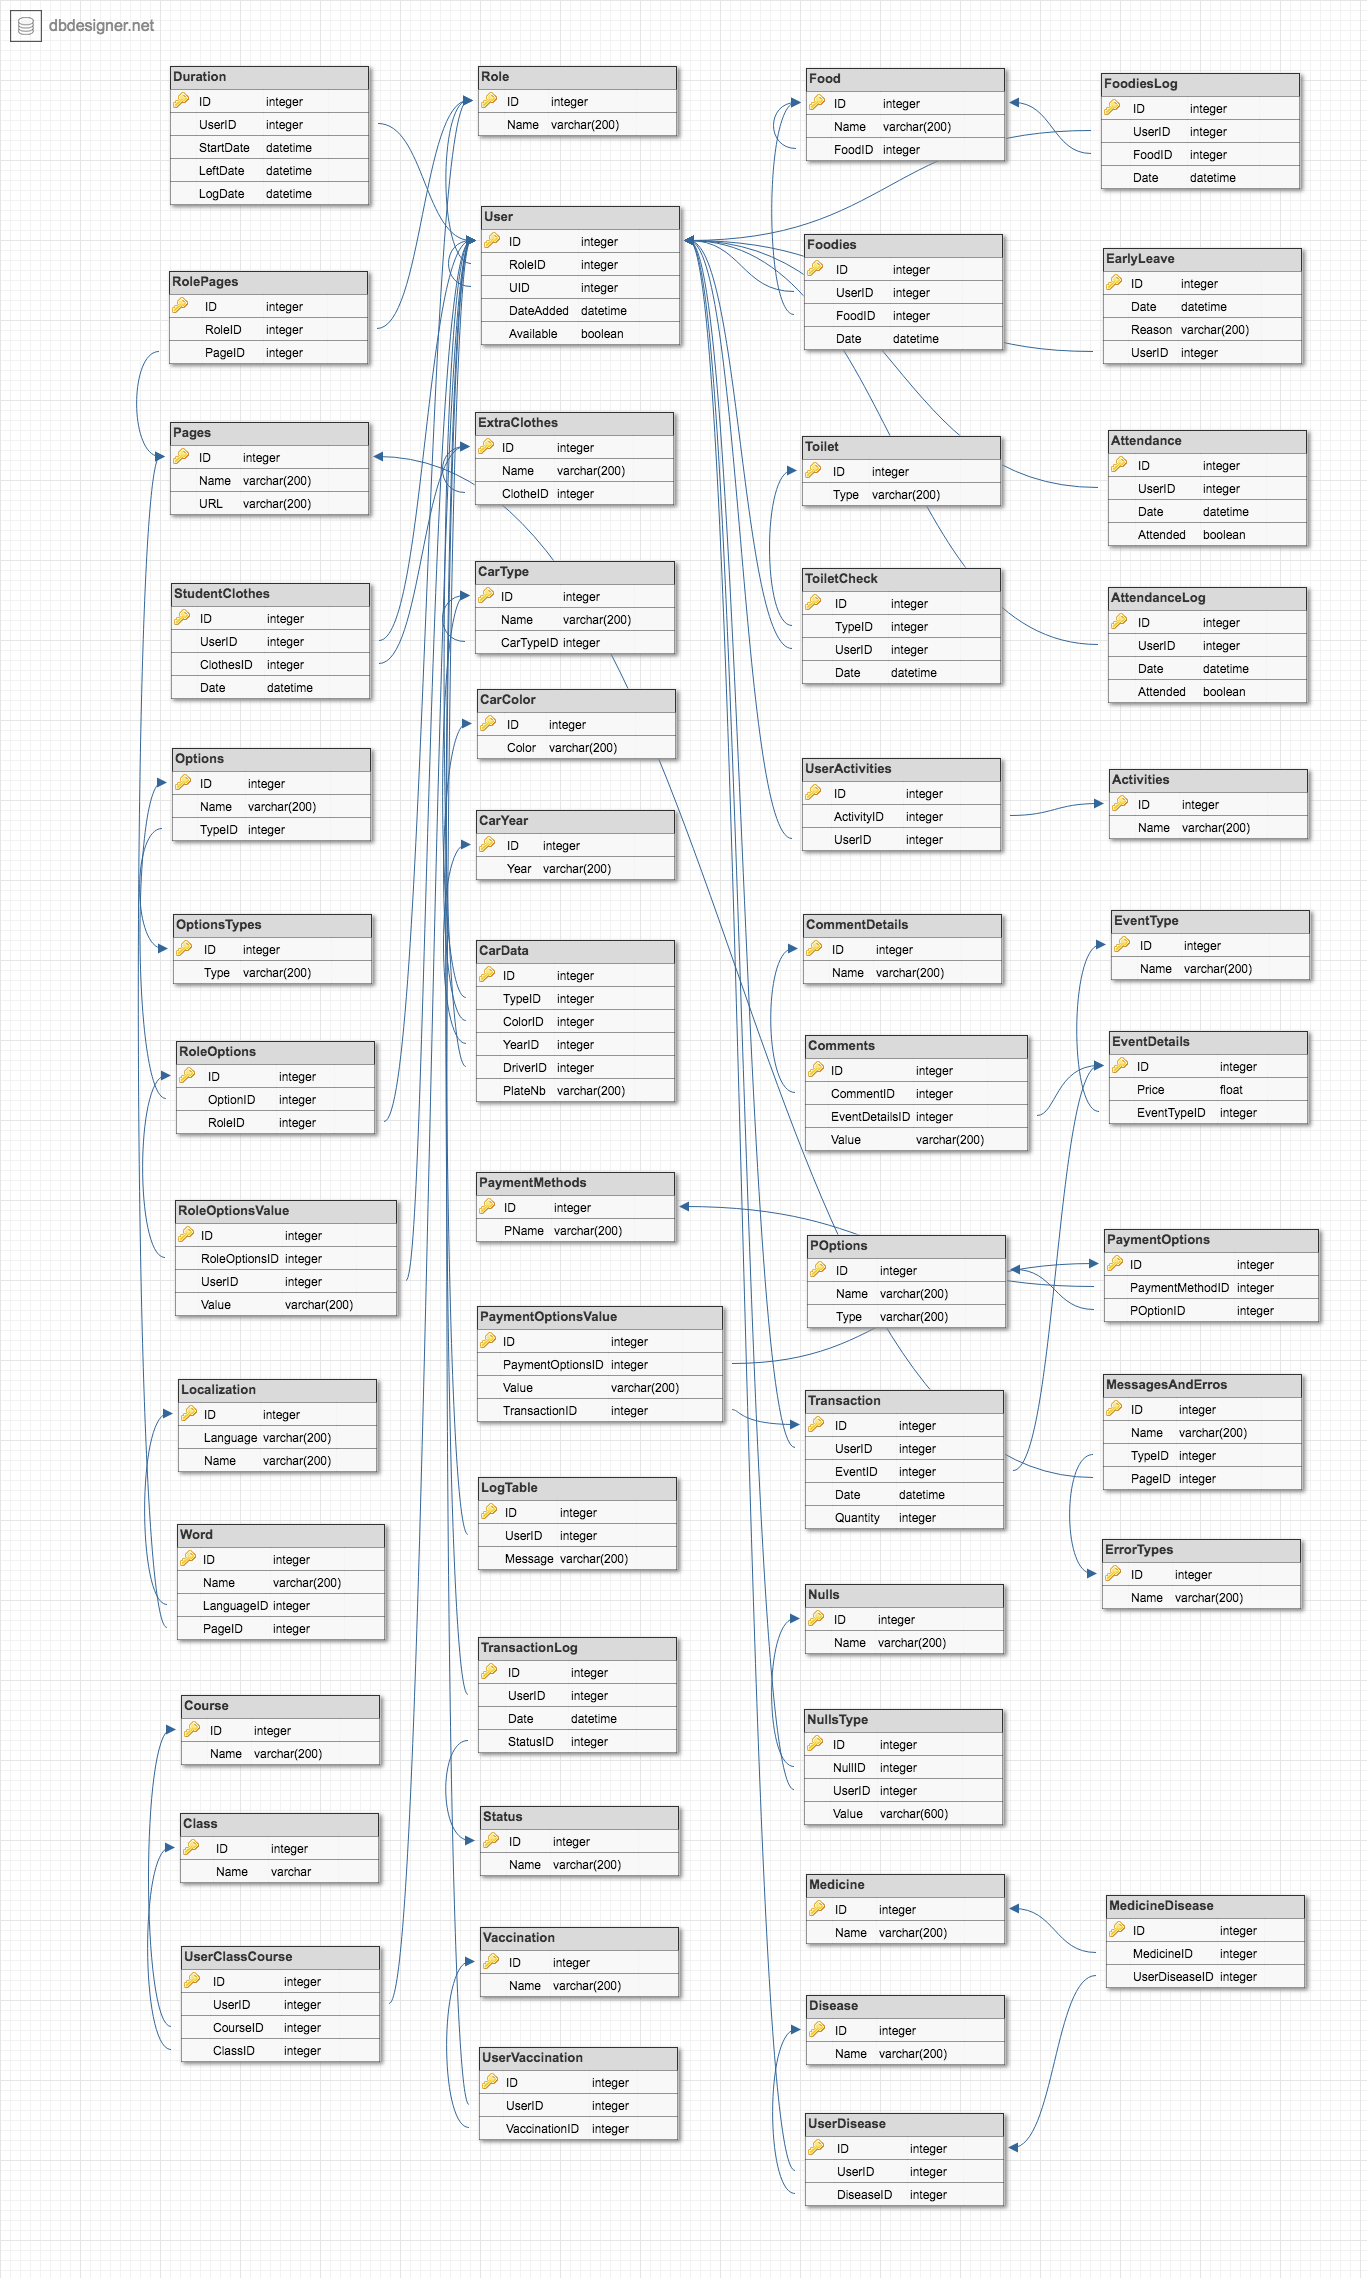 dbdesigner.net
Duration
ID integer
UserID integer
StartDate datetime
LeftDate datetime
LogDate datetime
RolePages
ID integer
RoleID integer
PageID integer
Pages
ID integer
Name varchar(200)
URL varchar(200)
StudentClothes
ID integer
UserID integer
ClothesID integer
Date datetime
Options
ID integer
Name varchar(200)
TypeID integer
OptionsTypes
ID integer
Type varchar(200)
RoleOptions
ID integer
OptionID integer
RoleID integer
RoleOptionsValue
ID integer
RoleOptionsID integer
UserID integer
Value varchar(200)
Localization
ID integer
Language varchar(200)
Name varchar(200)
Word
ID integer
Name varchar(200)
LanguageID integer
PageID integer
Course
ID integer
Name varchar(200)
Class
ID integer
Name varchar
UserClassCourse
ID integer
UserID integer
CourseID integer
ClassID integer
Role
ID integer
Name varchar(200)
User
ID integer
RoleID integer
UID integer
DateAdded datetime
Available boolean
ExtraClothes
ID integer
Name varchar(200)
ClotheID integer
CarType
ID integer
Name varchar(200)
CarTypeID integer
CarColor
ID integer
Color varchar(200)
CarYear
ID integer
Year varchar(200)
CarData
ID integer
TypeID integer
ColorID integer
YearID integer
DriverID integer
PlateNb varchar(200)
PaymentMethods
ID integer
PName varchar(200)
PaymentOptionsValue
ID integer
PaymentOptionsID integer
Value varchar(200)
TransactionID integer
LogTable
ID integer
UserID integer
Message varchar(200)
TransactionLog
ID integer
UserID integer
Date datetime
StatusID integer
Status
ID integer
Name varchar(200)
Vaccination
ID integer
Name varchar(200)
UserVaccination
ID integer
UserID integer
VaccinationID integer
Food
ID integer
Name varchar(200)
FoodID integer
Foodies
ID integer
UserID integer
FoodID integer
Date datetime
Toilet
ID integer
Type varchar(200)
ToiletCheck
ID integer
TypeID integer
UserID integer
Date datetime
UserActivities
ID integer
ActivityID integer
UserID integer
CommentDetails
ID integer
Name varchar(200)
Comments
ID integer
CommentID integer
EventDetailsID integer
Value varchar(200)
POptions
ID integer
Name varchar(200)
Type varchar(200)
Transaction
ID integer
UserID integer
EventID integer
Date datetime
Quantity integer
Nulls
ID integer
Name varchar(200)
NullsType
ID integer
NullID integer
UserID integer
Value varchar(600)
Medicine
ID integer
Name varchar(200)
Disease
ID integer
Name varchar(200)
UserDisease
ID integer
UserID integer
DiseaseID integer
FoodiesLog
ID integer
UserID integer
FoodID integer
Date datetime
EarlyLeave
ID integer
Date datetime
Reason varchar(200)
UserID integer
Attendance
ID integer
UserID integer
Date datetime
Attended boolean
AttendanceLog
ID integer
UserID integer
Date datetime
Attended boolean
Activities
ID integer
Name varchar(200)
EventType
ID integer
Name varchar(200)
EventDetails
ID integer
Price float
EventTypeID integer
PaymentOptions
ID integer
PaymentMethodID integer
POptionID integer
MessagesAndErros
ID integer
Name varchar(200)
TypeID integer
PageID integer
ErrorTypes
ID integer
Name varchar(200)
MedicineDisease
ID integer
MedicineID integer
UserDiseaseID integer